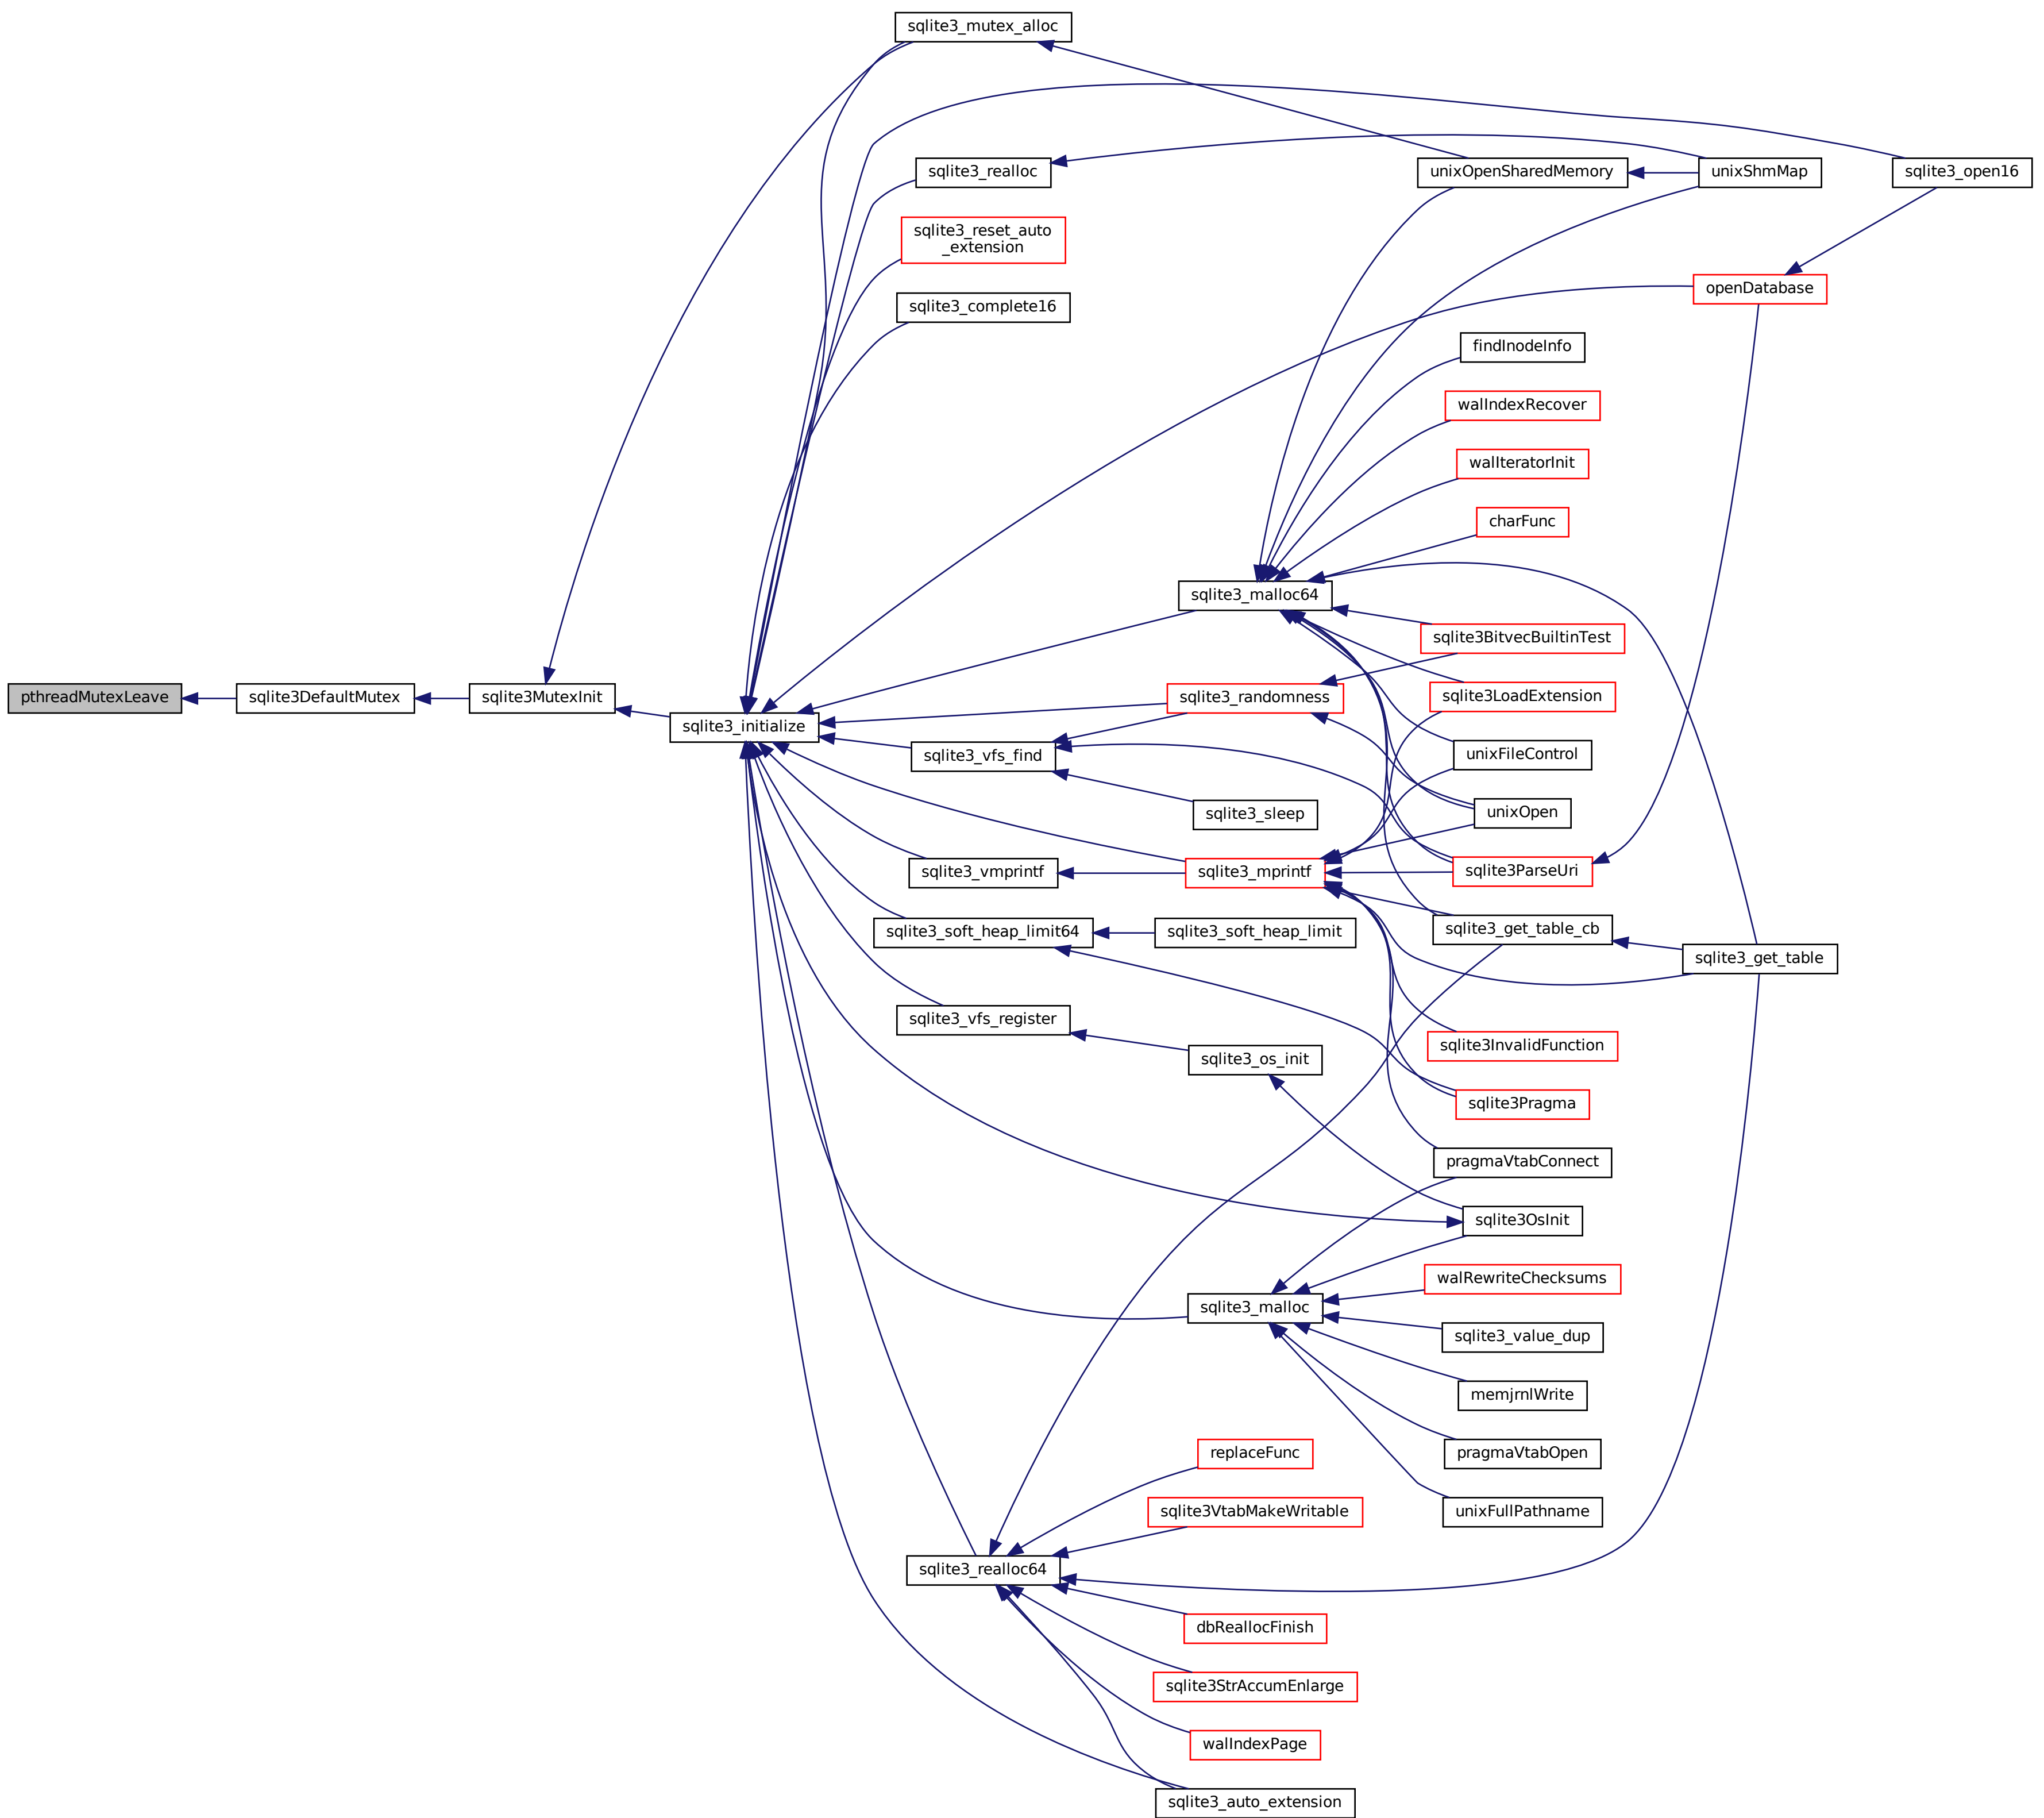 sqlite3_mutex_alloc
sqlite3_realloc
unixOpenSharedMemory
unixShmMap
sqlite3_open16
sqlite3_reset_auto
_extension
openDatabase
sqlite3_complete16
findInodeInfo
walIndexRecover
walIteratorInit
charFunc
sqlite3_malloc64
sqlite3BitvecBuiltinTest
pthreadMutexLeave
sqlite3DefaultMutex
sqlite3MutexInit
sqlite3_randomness
sqlite3LoadExtension
sqlite3_initialize
sqlite3_vfs_find
unixFileControl
sqlite3_sleep
unixOpen
sqlite3_vmprintf
sqlite3_mprintf
sqlite3ParseUri
sqlite3_soft_heap_limit64
sqlite3_soft_heap_limit
sqlite3_get_table_cb
sqlite3_get_table
sqlite3_vfs_register
sqlite3InvalidFunction
sqlite3_os_init
sqlite3Pragma
pragmaVtabConnect
sqlite3OsInit
walRewriteChecksums
sqlite3_malloc
sqlite3_value_dup
memjrnlWrite
replaceFunc
pragmaVtabOpen
sqlite3VtabMakeWritable
unixFullPathname
sqlite3_realloc64
dbReallocFinish
sqlite3StrAccumEnlarge
walIndexPage
sqlite3_auto_extension